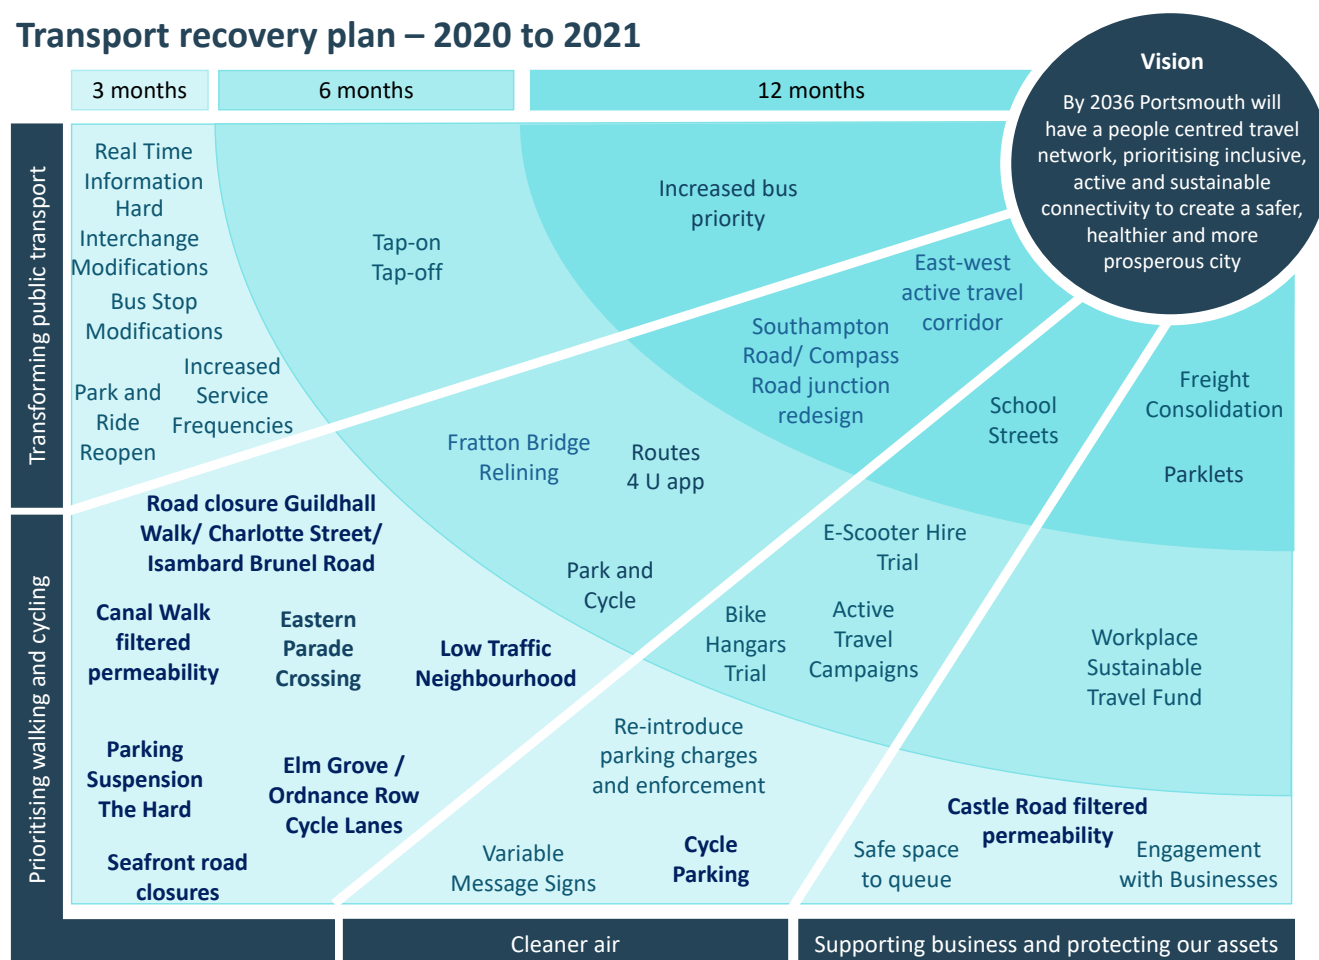 Transport recovery plan – 2020 to 2021
3 months
6 months
12 months
Vision
By 2036 Portsmouth will
have a people centred travel
network, prioritising inclusive,
active and sustainable
connectivity to create a safer,
healthier and more
prosperous city
Transforming public transport
Real Time
Information
Hard
Interchange
Modifications
Bus Stop
Modifications
Park and
Ride
Reopen
Increased
Service
Frequencies
Tap-on
Tap-off
Increased bus
priority
Prioritising walking and cycling
Road closure Guildhall
Walk/ Charlotte Street/
Isambard Brunel Road
Canal Walk
filtered
permeability
Eastern
Parade
Crossing
Low Traffic
Neighbourhood
Parking
Suspension
The Hard
Elm Grove /
Ordnance Row
Cycle Lanes
Seafront road
closures
Fratton Bridge
Relining
Routes
4 U app
Park and
Cycle
Southampton
Road/ Compass
Road junction
redesign
East-west
active travel
corridor
School
Streets
E-Scooter Hire
Trial
Bike
Hangars
Trial
Active
Travel
Campaigns
Re-introduce
parking charges
and enforcement
Variable
Message Signs
Cycle
Parking
Cleaner air
Freight
Consolidation
Parklets
Workplace
Sustainable
Travel Fund
Castle Road filtered
permeability
Safe space
to queue
Engagement
with Businesses
Supporting business and protecting our assets